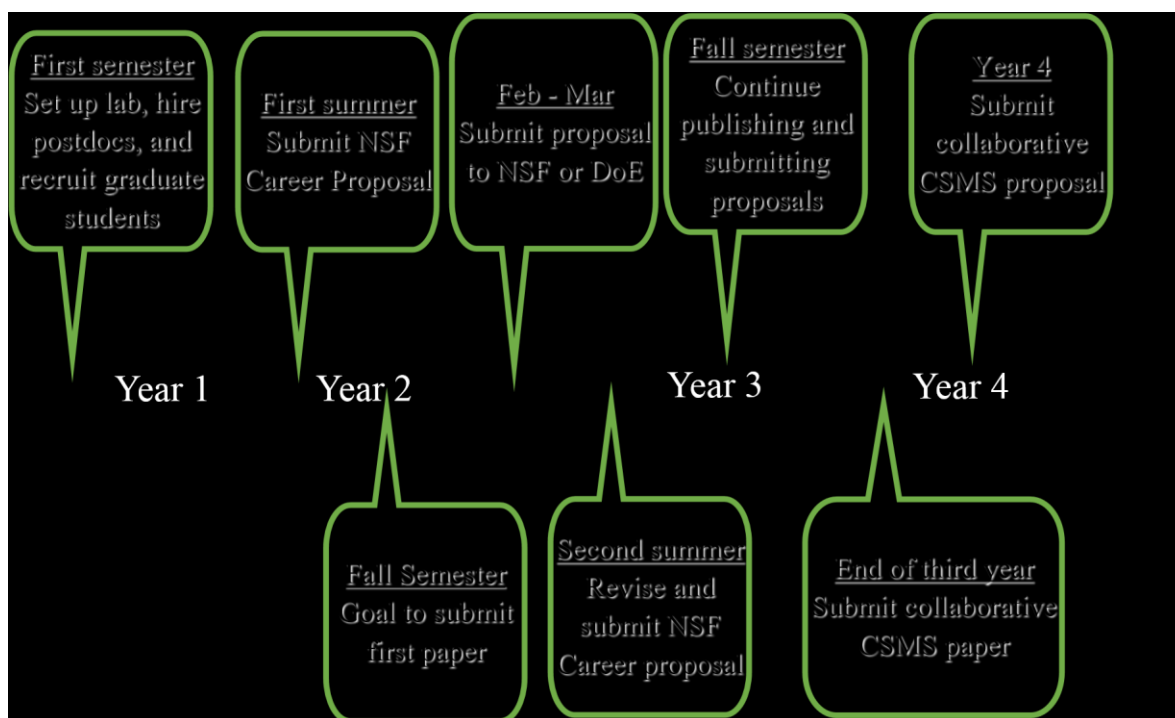 First semester
Set up lab, hire
postdocs, and
recruit graduate
students
First summer
Submit NSF
Career Proposal
Feb - Mar
Submit proposal
to NSF or DoE
Fall semester
Continue
publishing and
submitting
proposals
Year 4
Submit
collaborative
CSMS proposal
Year 1
Year 2
Year 3
Year 4
Fall Semester
Goal to submit
first paper
Second summer
Revise and
submit NSF
Career proposal
End of third year
Submit collaborative
CSMS paper